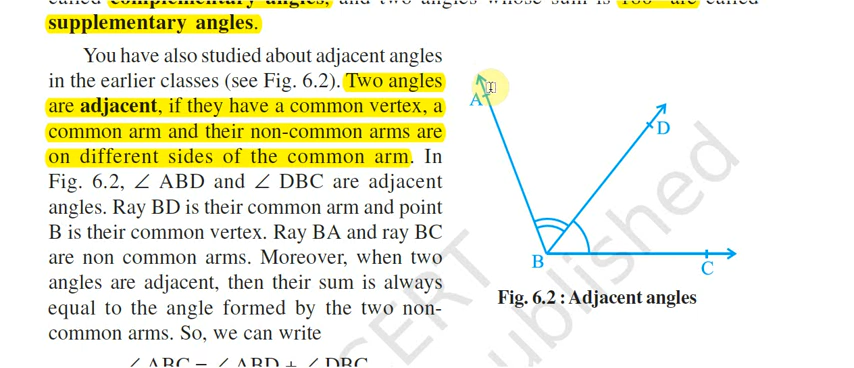 supplementary angles.
You have also studied about adjacent angles
in the earlier classes (see Fig. 6.2). Two angles
are adjacent, if they have a common vertex, a
common arm and their non-common arms are
on different sides of the common arm. In
Fig. 6.2, ∠ ABD and ∠ DBC are adjacent
angles. Ray BD is their common arm and point
B is their common vertex. Ray BA and ray BC
are non common arms. Moreover, when two
angles are adjacent, then their sum is always
equal to the angle formed by the two non-
common arms. So, we can write
∠ ABC = ∠ ABD + ∠ DBC
A
D
B
C
Fig. 6.2 : Adjacent angles